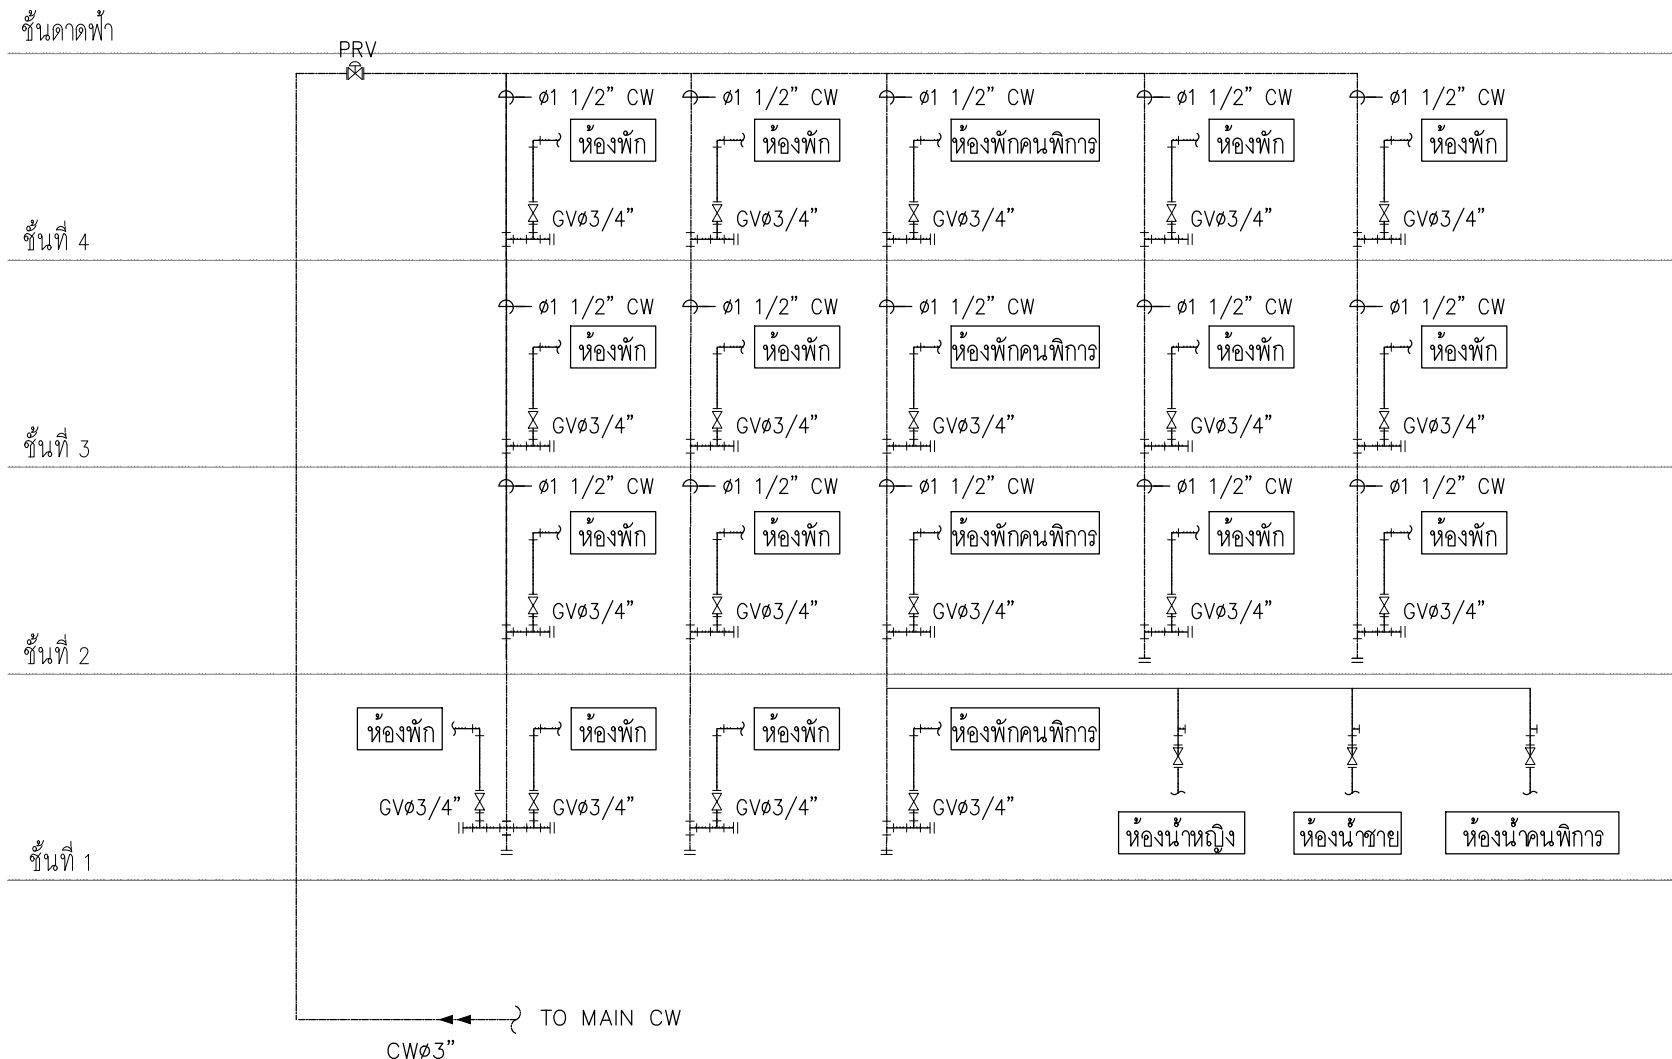 ชั้นดาดฟ้า
PRV
ø1 1/2" CW ø1 1/2" CW ø1 1/2" CW ø1 1/2" CW ø1 1/2" CW
ห้องพัก ห้องพัก ห้องพักคนพิการ ห้องพัก ห้องพัก
GVø3/4" GVø3/4" GVø3/4" GVø3/4" GVø3/4"
ชั้นที่ 4
ø1 1/2" CW ø1 1/2" CW ø1 1/2" CW ø1 1/2" CW ø1 1/2" CW
ห้องพัก ห้องพัก ห้องพักคนพิการ ห้องพัก ห้องพัก
GVø3/4" GVø3/4" GVø3/4" GVø3/4" GVø3/4"
ชั้นที่ 3
ø1 1/2" CW ø1 1/2" CW ø1 1/2" CW ø1 1/2" CW ø1 1/2" CW
ห้องพัก ห้องพัก ห้องพักคนพิการ ห้องพัก ห้องพัก
GVø3/4" GVø3/4" GVø3/4" GVø3/4" GVø3/4"
ชั้นที่ 2
ห้องพัก ห้องพัก ห้องพัก ห้องพักคนพิการ
GVø3/4" GVø3/4" GVø3/4" GVø3/4"
ห้องน้ำหญิง ห้องน้ำชาย ห้องน้ำคนพิการ
ชั้นที่ 1
TO MAIN CW
CWø3"